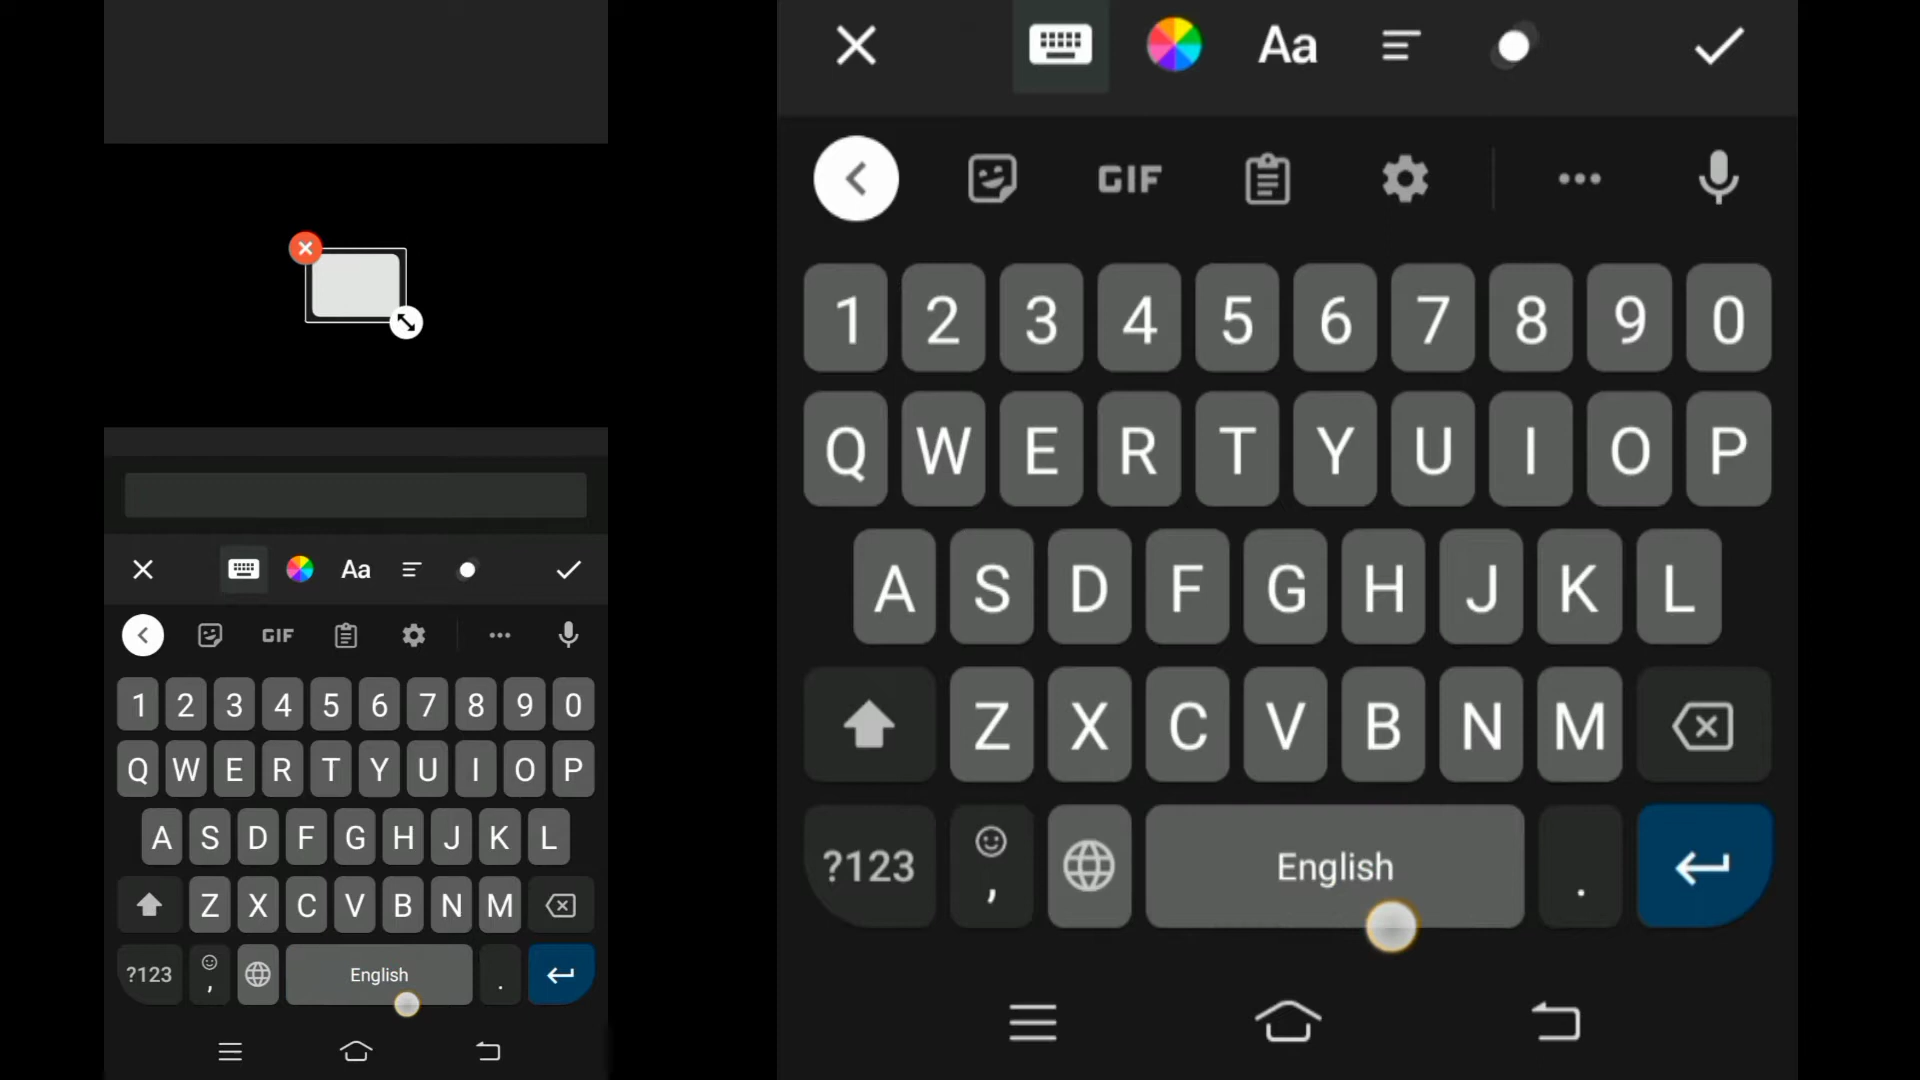 Aa
GIF
1 2 3 4 5 6 7 8 9 0
Q W E R T Y U I O P
A S D F G H J K L
Z X C V B N M
?123 , English .
Aa
GIF
1 2 3 4 5 6 7 8 9 0
Q W E R T Y U I O P
A S D F G H J K L
Z X C V B N M
?123 , English .